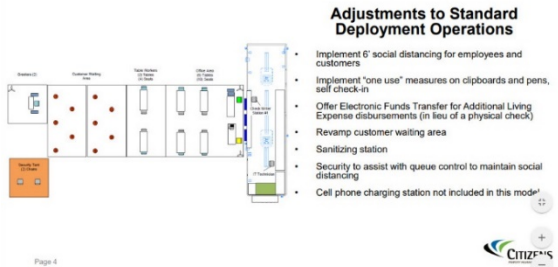 Adjustments to Standard
Deployment Operations
Customer Waiting
Area
• Implement 6' social distancing for employees and
customers
• Implement "one use" measures on clipboards and pens,
self check-in
• Offer Electronic Funds Transfer for Additional Living
Expense disbursements (in lieu of a physical check)
• Revamp customer waiting area
• Sanitizing station
• Security to assist with queue control to maintain social
distancing
• Cell phone charging station not included in this model
Page 4
CITIZENS